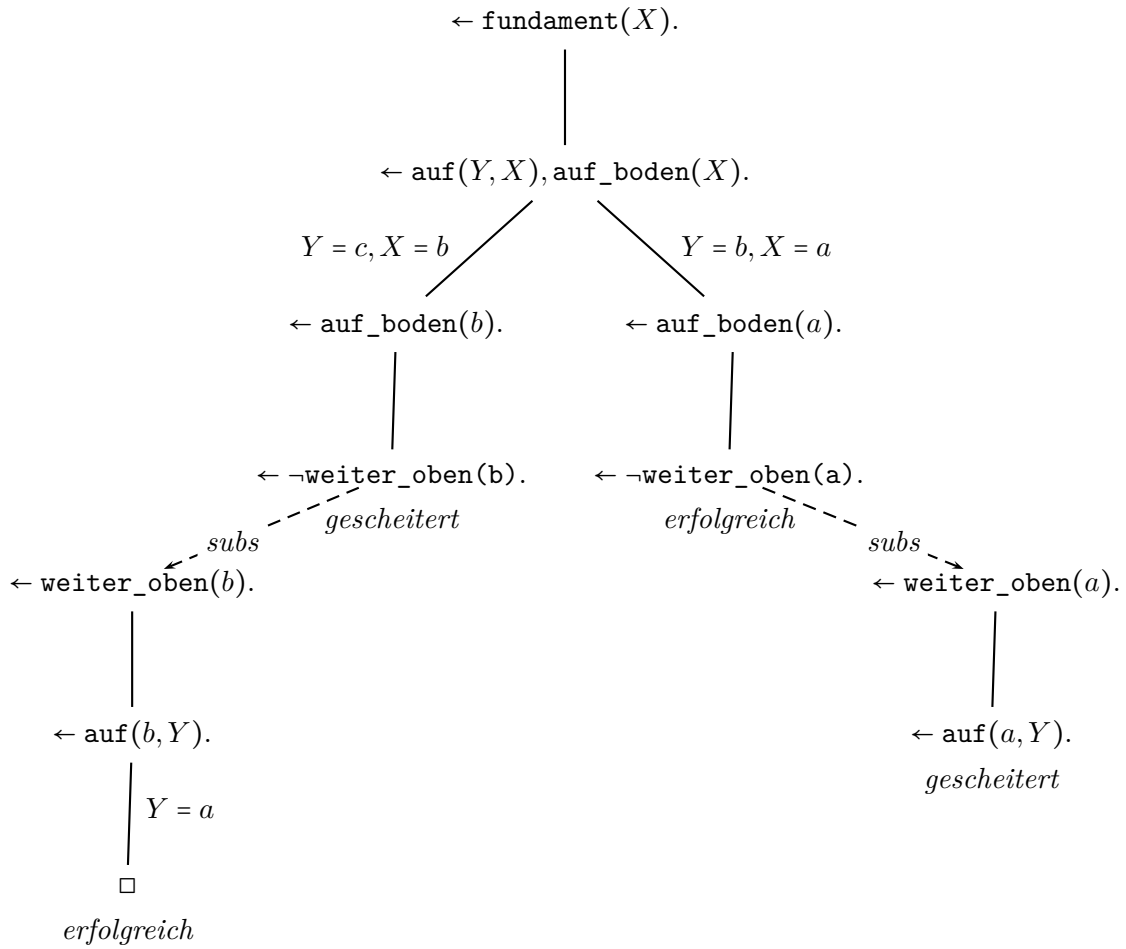 ← fundament(X).
← auf(Y, X), auf_boden(X).
Y = c, X = b
Y = b, X = a
← auf_boden(b).
← auf_boden(a).
← ¬weiter_oben(b).
← ¬weiter_oben(a).
gescheitert
erfolgreich
subs
subs
← weiter_oben(b).
← weiter_oben(a).
← auf(b, Y).
← auf(a, Y).
gescheitert
Y = a
□
erfolgreich